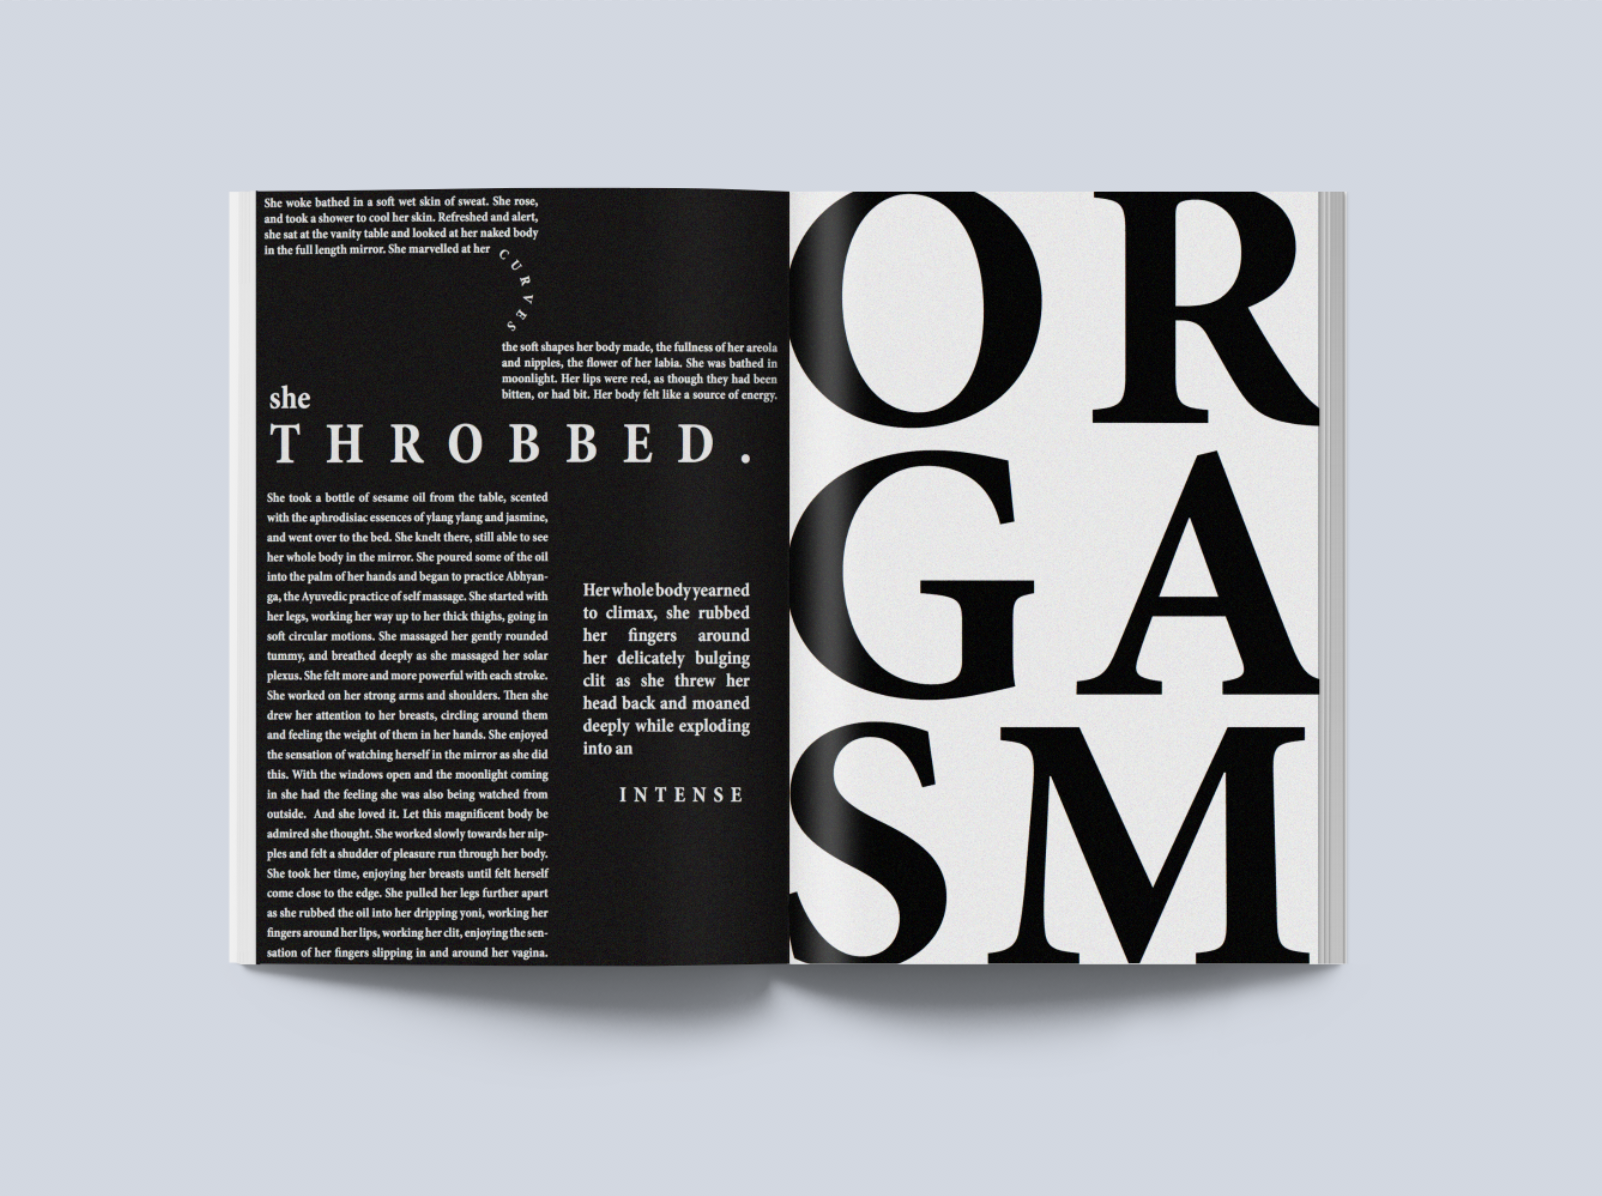 She woke bathed in a soft wet skin of sweat. She rose,
and took a shower to cool her skin. Refreshed and alert,
she sat at the vanity table and looked at her naked body
in the full length mirror. She marvelled at her
CURVES
the soft shapes her body made, the fullness of her areola
and nipples, the flower of her labia. She was bathed in
moonlight. Her lips were red, as though they had been
bitten, or had bit. Her body felt like a source of energy.
she
THROBBED.
She took a bottle of sesame oil from the table, scented
with the aphrodisiac essences of ylang ylang and jasmine,
and went over to the bed. She knelt there, still able to see
her whole body in the mirror. She poured some of the oil
into the palm of her hands and began to practice Abhyan-
ga, the Ayuvedic practice of self massage. She started with
her legs, working her way up to her thick thighs, going in
soft circular motions. She massaged her gently rounded
tummy, and breathed deeply as she massaged her solar
plexus. She felt more and more powerful with each stroke.
She worked on her strong arms and shoulders. Then she
drew her attention to her breasts, circling around them
and feeling the weight of them in her hands. She enjoyed
the sensation of watching herself in the mirror as she did
this. With the windows open and the moonlight coming
in she had the feeling she was also being watched from
outside. And she loved it. Let this magnificent body be
admired she thought. She worked slowly towards her nip-
ples and felt a shudder of pleasure run through her body.
She took her time, enjoying her breasts until felt herself
come close to the edge. She pulled her legs further apart
as she rubbed the oil into her dripping yoni, working her
fingers around her lips, working her clit, enjoying the sen-
sation of her fingers slipping in and around her vagina.
Her whole body yearned
to climax, she rubbed
her fingers around
her delicately bulging
clit as she threw her
head back and moaned
deeply while exploding
into an
INTENSE
OR
GA
SM